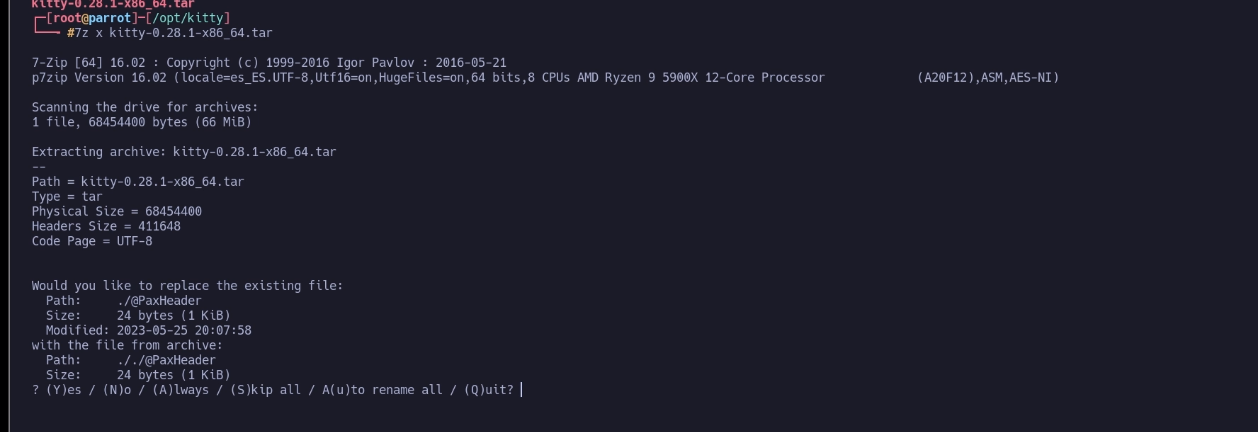 kitty-0.28.1-x86_64.tar
┌─[root@parrot]─[/opt/kitty]
└──╼ #7z x kitty-0.28.1-x86_64.tar
7-Zip [64] 16.02 : Copyright (c) 1999-2016 Igor Pavlov : 2016-05-21
p7zip Version 16.02 (locale=es_ES.UTF-8,Utf16=on,HugeFiles=on,64 bits,8 CPUs AMD Ryzen 9 5900X 12-Core Processor             (A20F12),ASM,AES-NI)
Scanning the drive for archives:
1 file, 68454400 bytes (66 MiB)
Extracting archive: kitty-0.28.1-x86_64.tar
--
Path = kitty-0.28.1-x86_64.tar
Type = tar
Physical Size = 68454400
Headers Size = 411648
Code Page = UTF-8
Would you like to replace the existing file:
  Path:     ./@PaxHeader
  Size:     24 bytes (1 KiB)
  Modified: 2023-05-25 20:07:58
with the file from archive:
  Path:     ././@PaxHeader
  Size:     24 bytes (1 KiB)
? (Y)es / (N)o / (A)lways / (S)kip all / A(u)to rename all / (Q)uit?